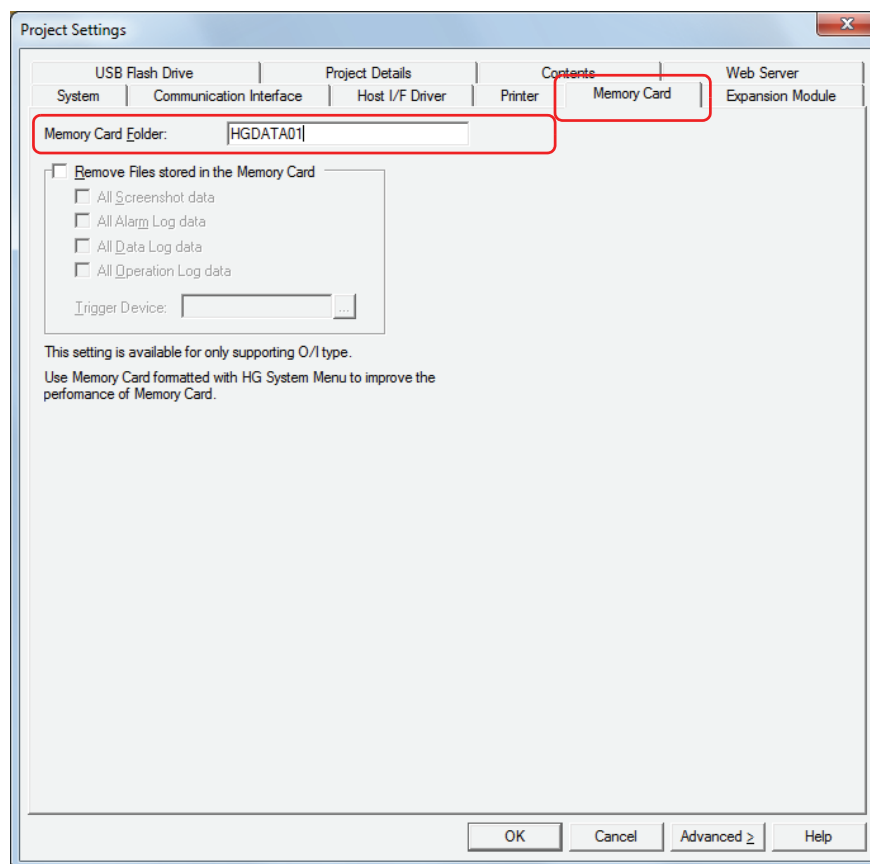 Project Settings
USB Flash Drive Project Details Contents Web Server
System Communication Interface Host I/F Driver Printer Memory Card Expansion Module
Memory Card Folder: HGDATA01
Remove Files stored in the Memory Card
All Screenshot data
All Alarm Log data
All Data Log data
All Operation Log data
Trigger Device: ...
This setting is available for only supporting O/I type.
Use Memory Card formatted with HG System Menu to improve the
perfomance of Memory Card.
OK Cancel Advanced > Help